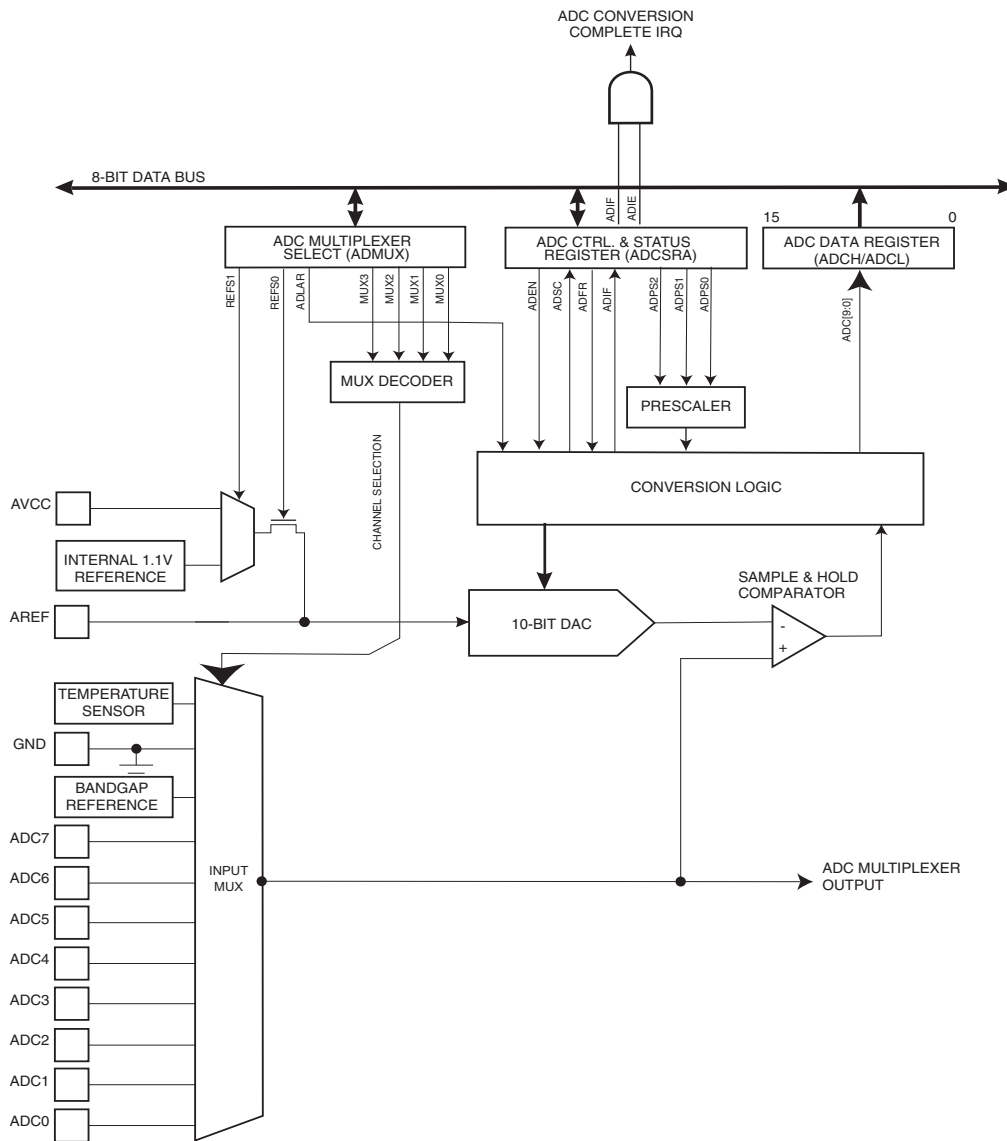 ADC CONVERSION
COMPLETE IRQ
8-BIT DATA BUS
ADIF
ADIE
15
0
ADC MULTIPLEXER
SELECT (ADMUX)
ADC CTRL. & STATUS
REGISTER (ADCSRA)
ADC DATA REGISTER
(ADCH/ADCL)
REFS1
REFS0
ADLAR
MUX3
MUX2
MUX1
MUX0
ADEN
ADSC
ADFR
ADIF
ADPS2
ADPS1
ADPS0
ADC[9:0]
MUX DECODER
PRESCALER
CHANNEL SELECTION
CONVERSION LOGIC
AVCC
INTERNAL 1.1V
REFERENCE
SAMPLE & HOLD
COMPARATOR
AREF
10-BIT DAC
-
+
TEMPERATURE
SENSOR
GND
BANDGAP
REFERENCE
ADC7
ADC6
INPUT
MUX
ADC MULTIPLEXER
OUTPUT
ADC5
ADC4
ADC3
ADC2
ADC1
ADC0